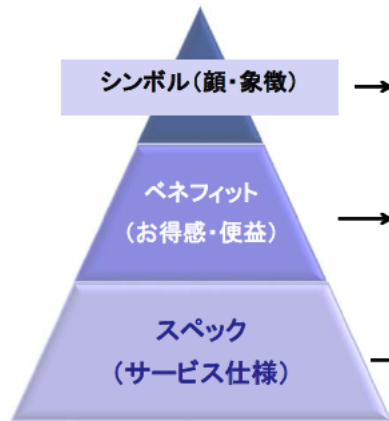 シンボル(顔・象徴)
ベネフィット
(お得感・便益)
スペック
(サービス仕様)